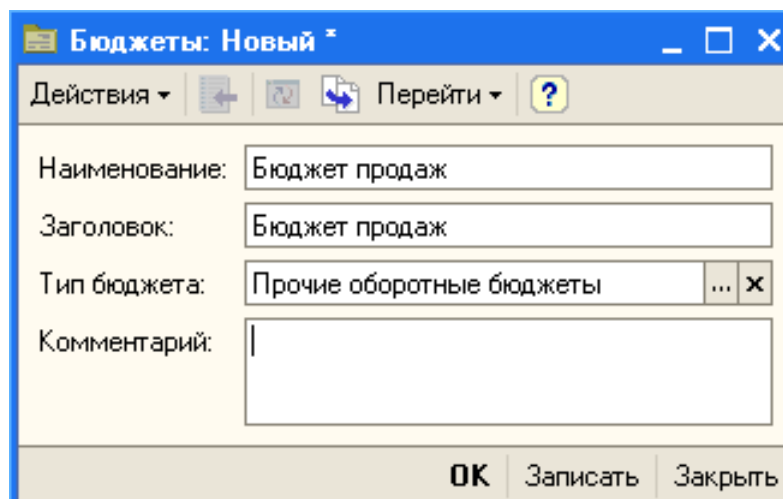 Бюджеты: Новый *
Действия Перейти ?
Наименование: Бюджет продаж
Заголовок: Бюджет продаж
Тип бюджета: Прочие оборотные бюджеты ... x
Комментарий:
OK Записать Закрыть